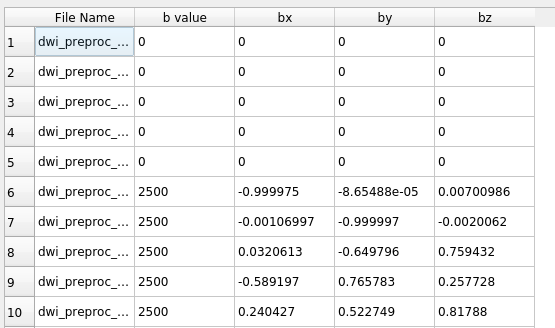 File Name b value bx by bz
1 dwi_preproc_... 0 0 0 0
2 dwi_preproc_... 0 0 0 0
3 dwi_preproc_... 0 0 0 0
4 dwi_preproc_... 0 0 0 0
5 dwi_preproc_... 0 0 0 0
6 dwi_preproc_... 2500 -0.999975 -8.65488e-05 0.00700986
7 dwi_preproc_... 2500 -0.00106997 -0.999997 -0.0020062
8 dwi_preproc_... 2500 0.0320613 -0.649796 0.759432
9 dwi_preproc_... 2500 -0.589197 0.765783 0.257728
10 dwi_preproc_... 2500 0.240427 0.522749 0.81788